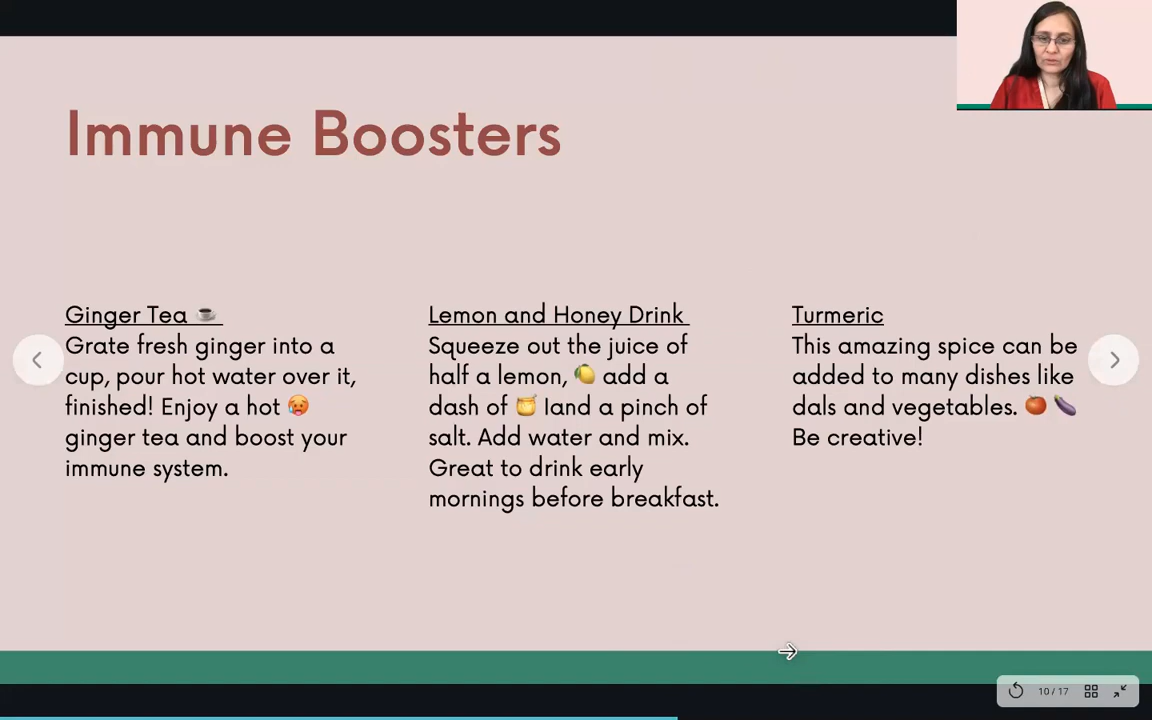 Immune Boosters
Ginger Tea ☕
Grate fresh ginger into a
cup, pour hot water over it,
finished! Enjoy a hot 🥵
ginger tea and boost your
immune system.
Lemon and Honey Drink
Squeeze out the juice of
half a lemon, 🍋 add a
dash of 🍯 Iand a pinch of
salt. Add water and mix.
Great to drink early
mornings before breakfast.
Turmeric
This amazing spice can be
added to many dishes like
dals and vegetables. 🍅 🍆
Be creative!
10 / 17